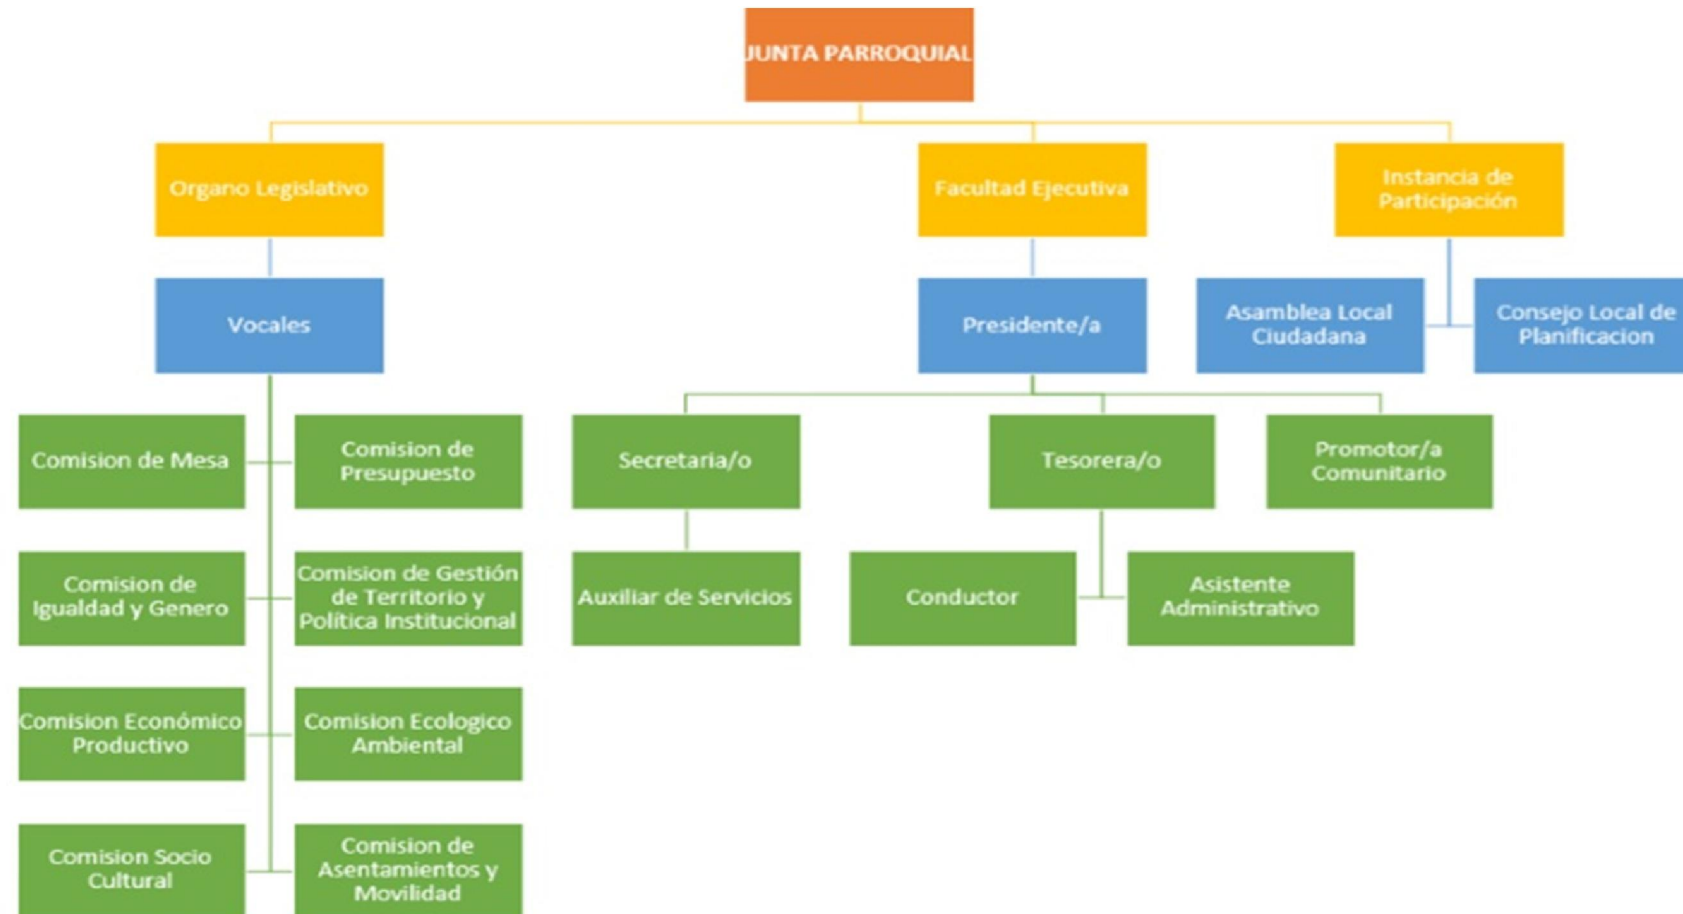 JUNTA PARROQUIAL
Organo Legislativo
Facultad Ejecutiva
Instancia de
Participación
Vocales
Presidente/a
Asamblea Local
Ciudadana
Consejo Local de
Planificacion
Comision de Mesa
Comision de
Presupuesto
Secretaria/o
Tesorera/o
Promotor/a
Comunitario
Comision de
Igualdad y Genero
Comision de Gestión
de Territorio y
Política Institucional
Auxiliar de Servicios
Conductor
Asistente
Administrativo
Comision Económico
Productivo
Comision Ecologico
Ambiental
Comision Socio
Cultural
Comision de
Asentamientos y
Movilidad